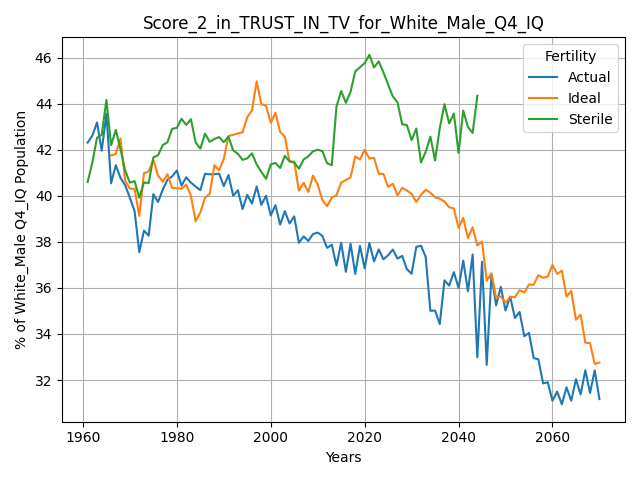 Score_2_in_TRUST_IN_TV_for_White_Male_Q4_IQ
Fertility
Actual
Ideal
Sterile
% of White_Male Q4_IQ Population
46
44
42
40
38
36
34
32
1960
1980
2000
2020
2040
2060
Years